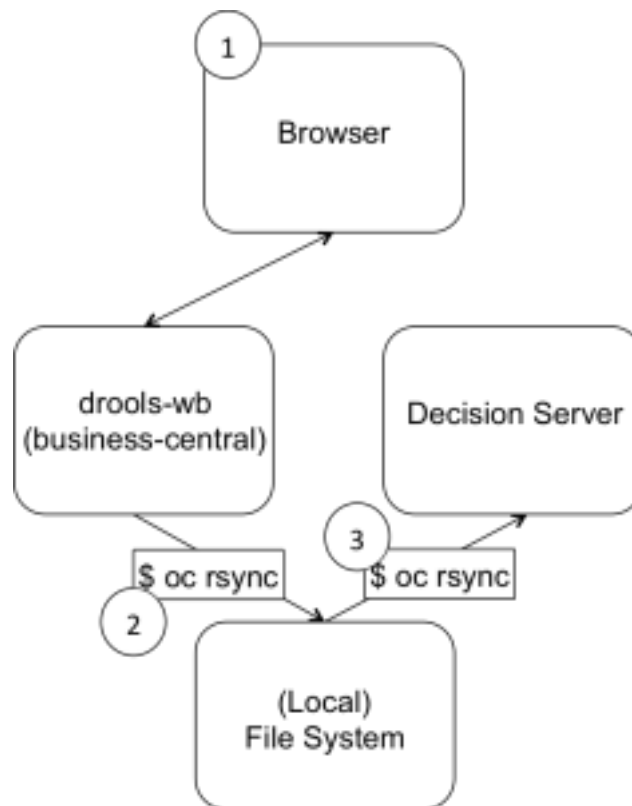 1
Browser
drools-wb
(business-central)
Decision Server
$ oc rsync
2
3
$ oc rsync
(Local)
File System